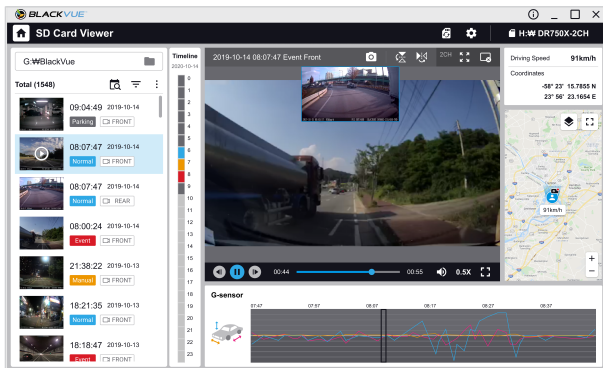 BLACKVUE
SD Card Viewer
H:₩ DR750X-2CH
G:₩BlackVue
Total (1548)
09:04:49 2019-10-14
Parking FRONT
08:07:47 2019-10-14
Normal FRONT
08:07:47 2019-10-14
Normal REAR
08:00:24 2019-10-14
Event FRONT
21:38:22 2019-10-13
Manual FRONT
18:21:35 2019-10-13
Normal FRONT
18:18:47 2019-10-13
Event FRONT
Timeline
2020-10-14
0
1
2
3
4
5
6
7
8
9
10
11
12
13
14
15
16
17
18
19
20
21
22
23
2019-10-14 08:07:47 Event Front
2CH
00:44
00:55
0.5X
Driving Speed 91km/h
Coordinates
-58° 23' 15.7855 N
23° 56' 23.1654 E
91km/h
+
−
G-sensor
07:47 07:57 08:07 08:17 08:27 08:37